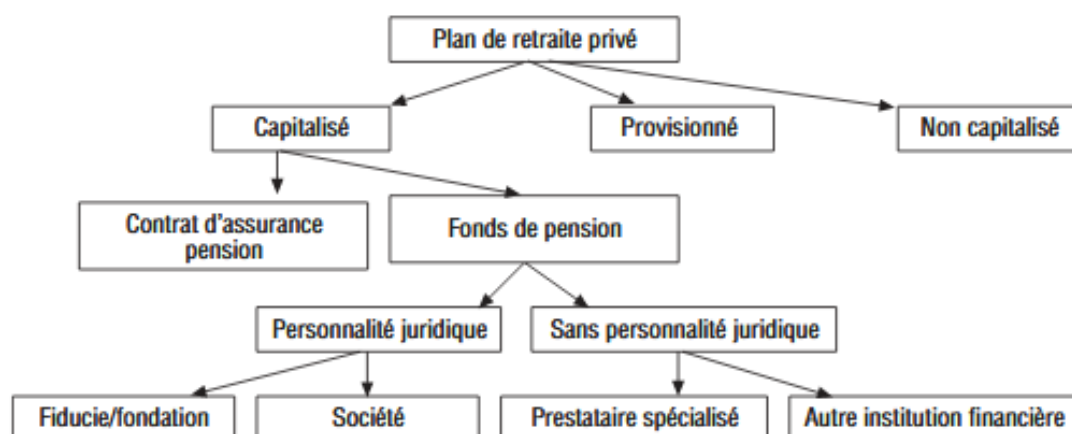 Plan de retraite privé
Capitalisé
Provisionné
Non capitalisé
Contrat d'assurance
pension
Fonds de pension
Personnalité juridique
Sans personnalité juridique
Fiducie/fondation
Société
Prestataire spécialisé
Autre institution financière